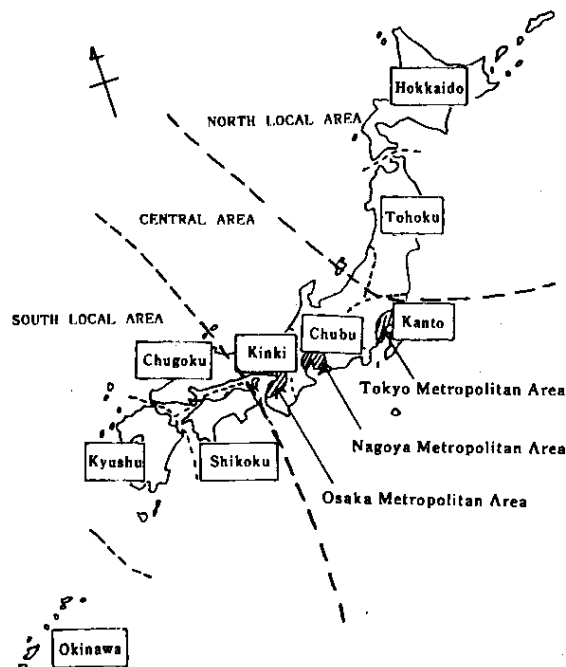 Hokkaido
NORTH LOCAL AREA
Tohoku
CENTRAL AREA
SOUTH LOCAL AREA
Kanto
Chubu
Kinki
Chugoku
Tokyo Metropolitan Area
Nagoya Metropolitan Area
Kyushu
Shikoku
Osaka Metropolitan Area
Okinawa